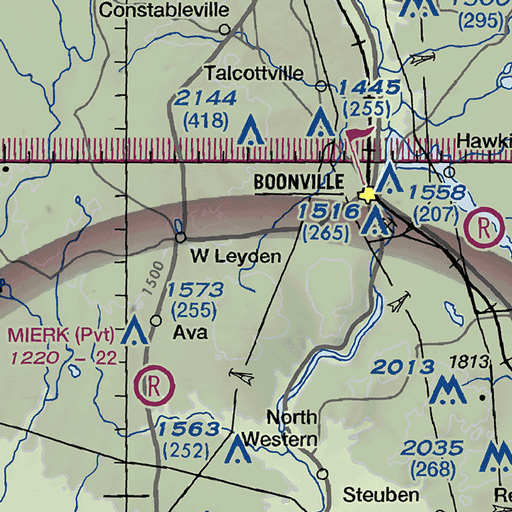 Constableville
(295)
Talcottville
1445
(255)
2144
(418)
BOONVILLE
1558
(207)
1516
(265)
R
W Leyden
1500
1573
(255)
MIERK (Pvt)
1220 – 22
Ava
R
2013
1813
1563
(252)
North
Western
2035
(268)
Steuben